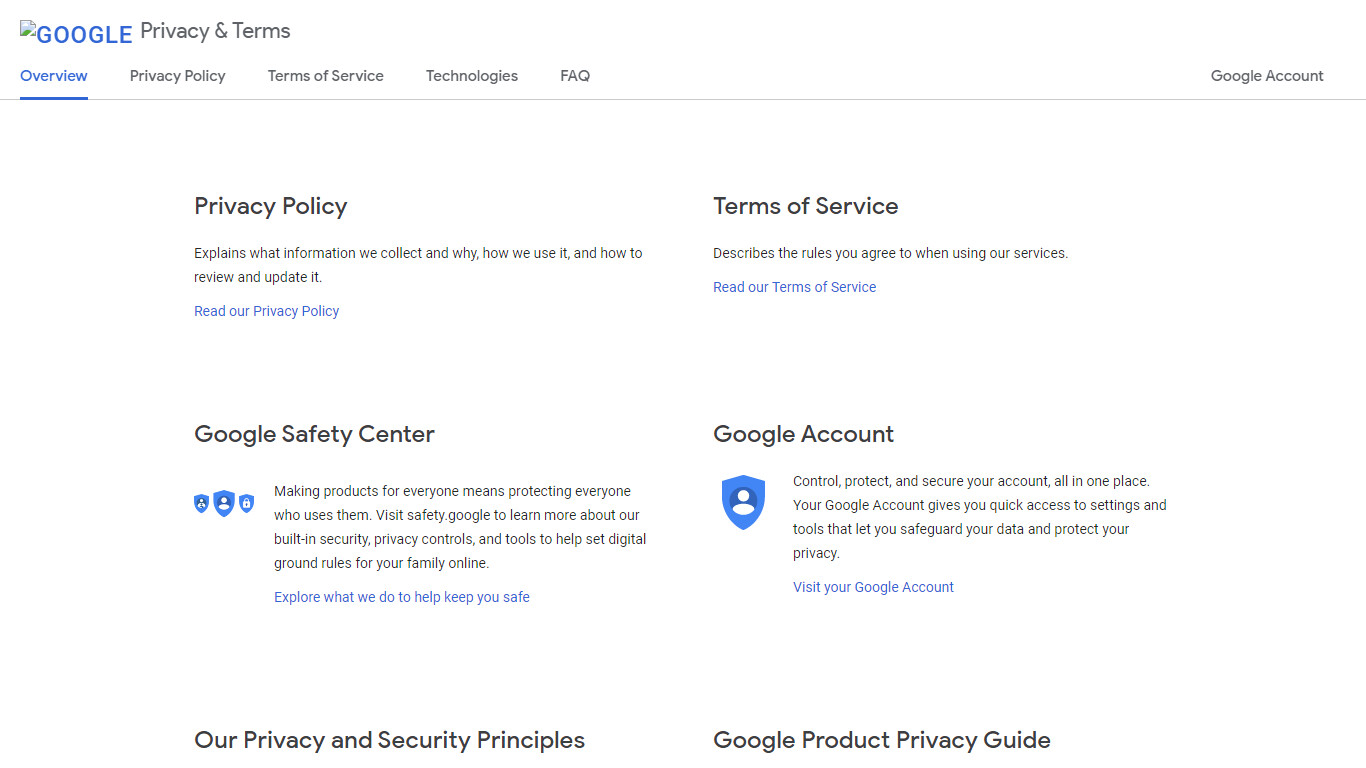 GOOGLE Privacy & Terms
Overview Privacy Policy Terms of Service Technologies FAQ Google Account
Privacy Policy
Explains what information we collect and why, how we use it, and how to
review and update it.
Read our Privacy Policy
Terms of Service
Describes the rules you agree to when using our services.
Read our Terms of Service
Google Safety Center
Making products for everyone means protecting everyone
who uses them. Visit safety.google to learn more about our
built-in security, privacy controls, and tools to help set digital
ground rules for your family online.
Explore what we do to help keep you safe
Google Account
Control, protect, and secure your account, all in one place.
Your Google Account gives you quick access to settings and
tools that let you safeguard your data and protect your
privacy.
Visit your Google Account
Our Privacy and Security Principles
Google Product Privacy Guide